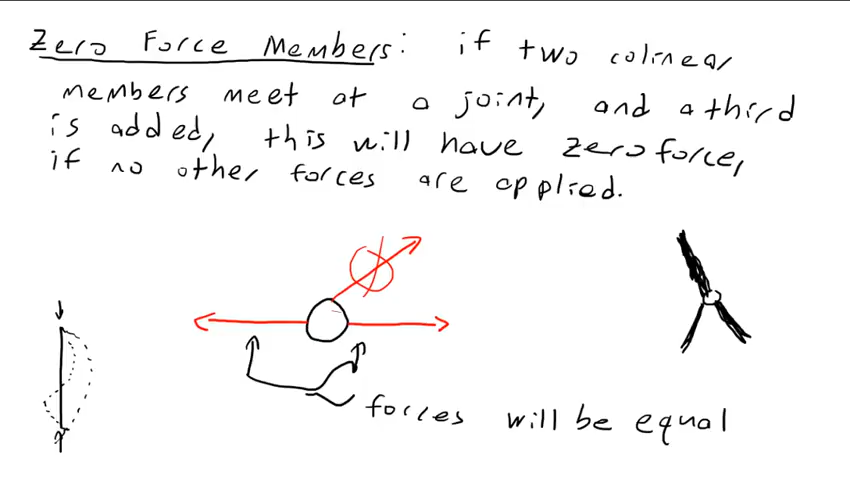 Zero Force Members: if two colinear
members meet at a joint, and a third
is added, this will have zero force,
if no other forces are applied.
forces will be equal